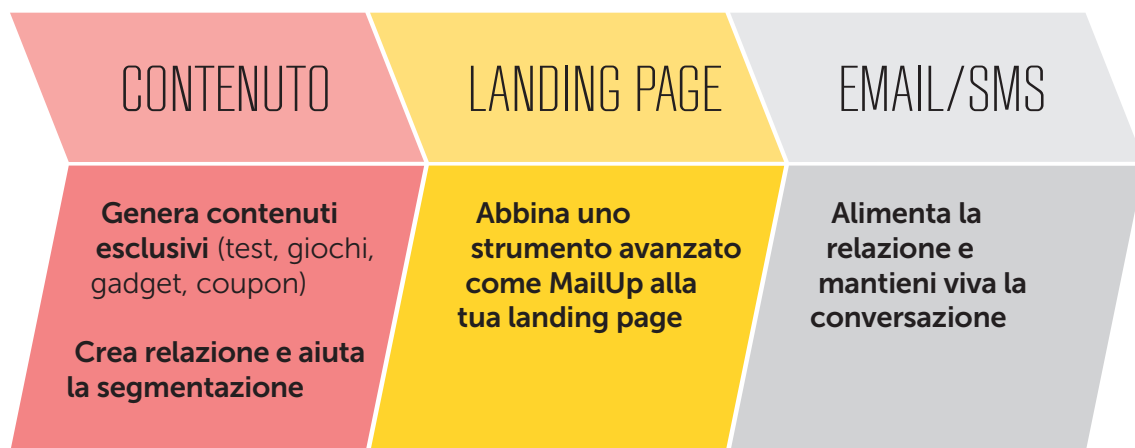 CONTENUTO
Genera contenuti
esclusivi (test, giochi,
gadget, coupon)
Crea relazione e aiuta
la segmentazione
LANDING PAGE
Abbina uno
strumento avanzato
come MailUp alla
tua landing page
EMAIL/SMS
Alimenta la
relazione e
mantieni viva la
conversazione